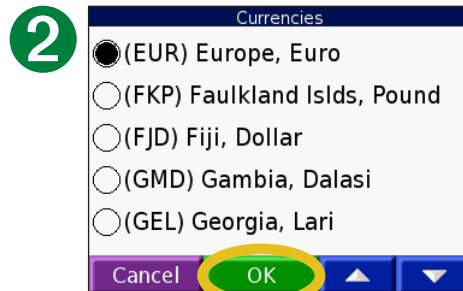 2
Currencies
(EUR) Europe, Euro
(FKP) Faulkland Islds, Pound
(FJD) Fiji, Dollar
(GMD) Gambia, Dalasi
(GEL) Georgia, Lari
Cancel OK